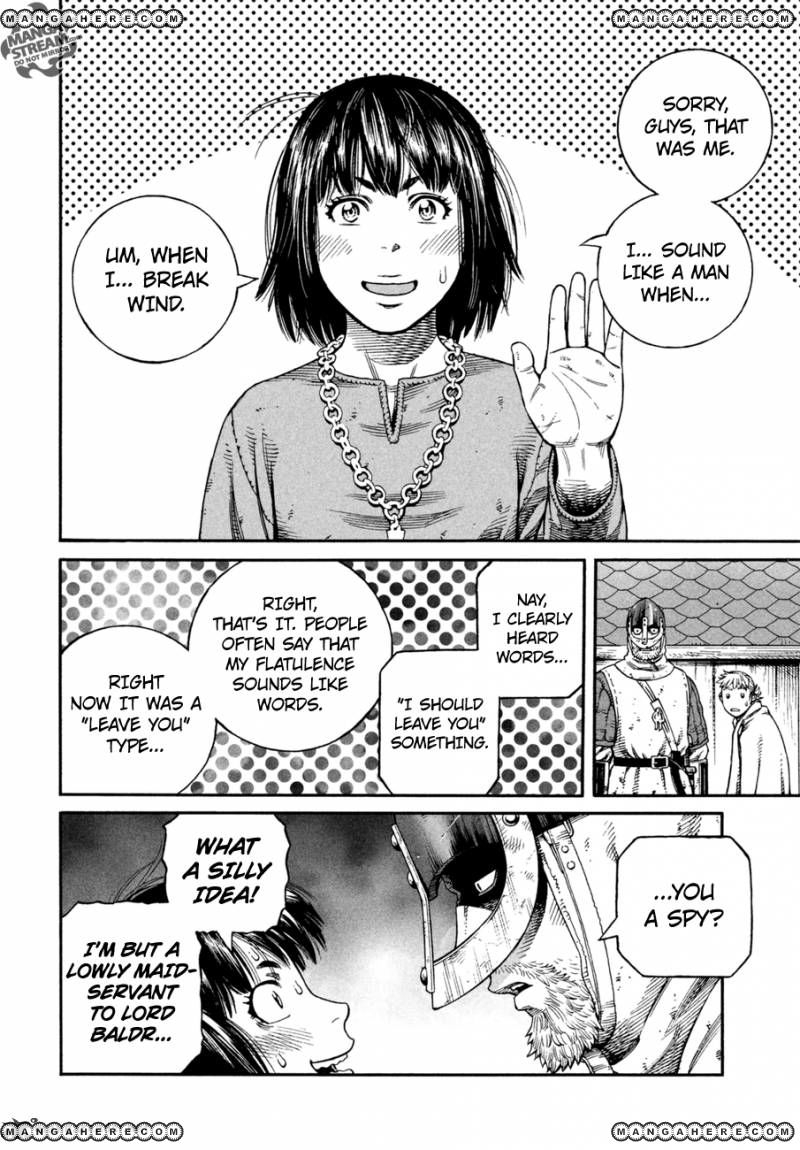 MANGAHERE.COM
MANGAHERE.COM
MANGA
STREAM.COM
DO NOT MIRROR
SORRY,
GUYS, THAT
WAS ME.
I... SOUND
LIKE A MAN
WHEN...
UM, WHEN
I... BREAK
WIND.
NAY,
I CLEARLY
HEARD
WORDS...
"I SHOULD
LEAVE YOU"
SOMETHING.
RIGHT,
THAT'S IT. PEOPLE
OFTEN SAY THAT
MY FLATULENCE
SOUNDS LIKE
WORDS.
RIGHT
NOW IT WAS A
"LEAVE YOU"
TYPE...
...YOU
A SPY?
WHAT
A SILLY
IDEA!
I'M BUT A
LOWLY MAID-
SERVANT
TO LORD
BALDR...
MANGAHERE.COM
MANGAHERE.COM